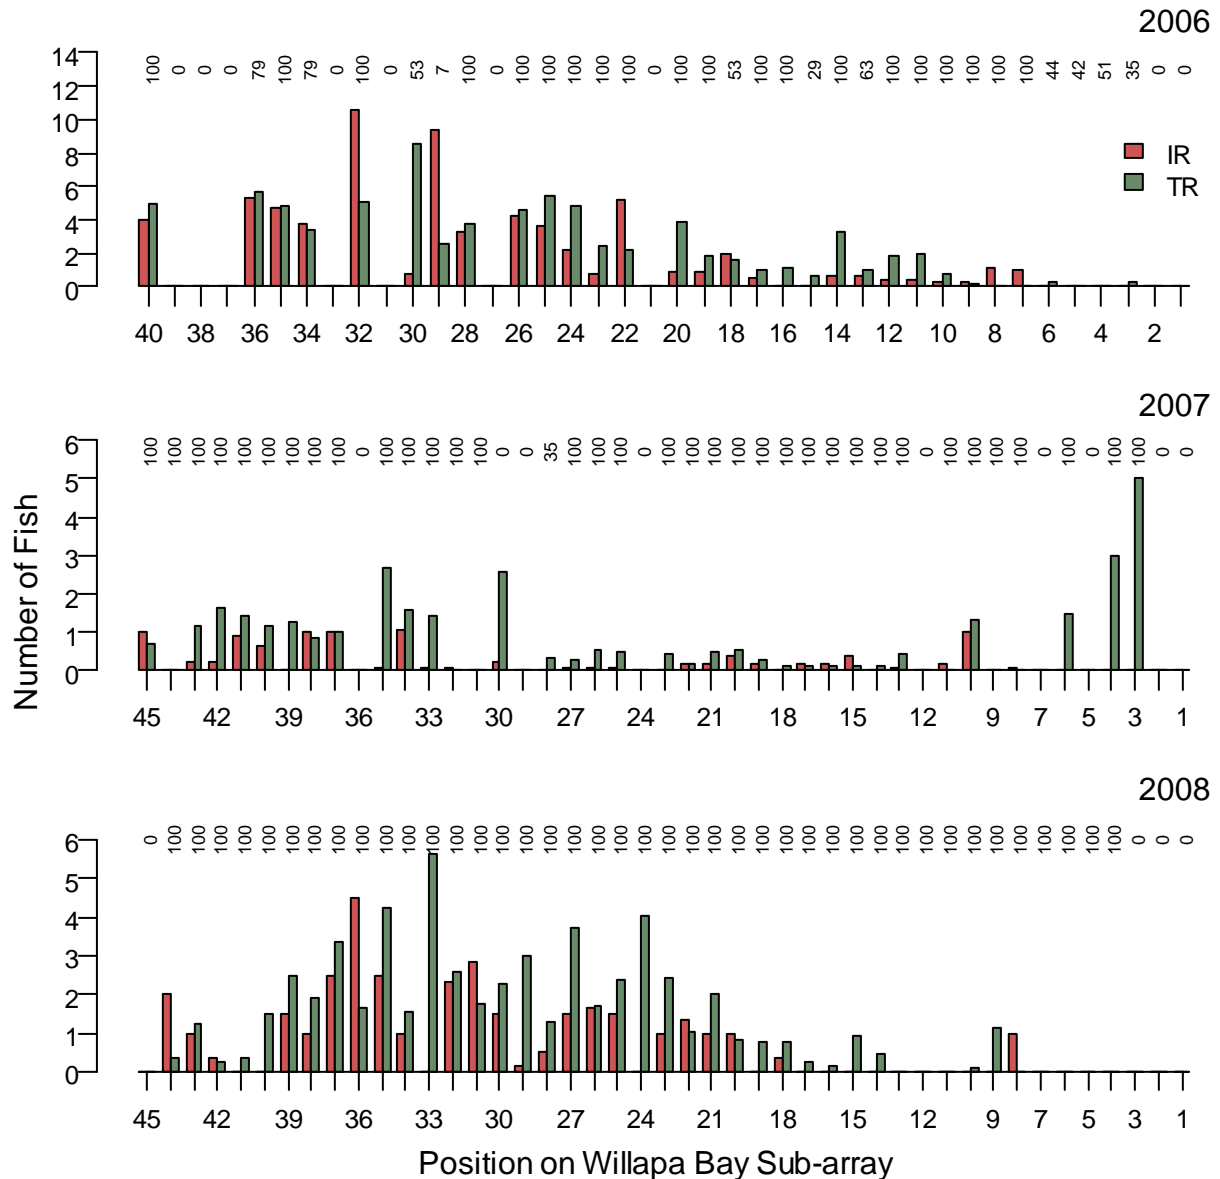 2006
14
12
10
8
6
4
2
0
100 0 0 0 79 100 79 0 100 0 53 7 100 0 100 100 100 100 100 0 100 100 53 100 100 29 100 63 100 100 100 100 100 100 44 42 51 35 0 0
IR
TR
40 38 36 34 32 30 28 26 24 22 20 18 16 14 12 10 8 6 4 2
2007
Number of Fish
6
5
4
3
2
1
0
100 100 100 100 100 100 100 100 100 0 100 100 100 100 100 0 0 35 100 100 100 0 100 100 100 100 100 100 100 100 100 100 100 0 100 100 100 100 0 100 0 100 100 0 0
45 42 39 36 33 30 27 24 21 18 15 12 9 7 5 3 1
2008
6
5
4
3
2
1
0
0 100 100 100 100 100 100 100 100 100 100 100 100 100 100 100 100 100 100 100 100 100 100 100 100 100 100 100 100 100 100 100 100 100 100 100 100 100 100 100 100 100 0 0 0
45 42 39 36 33 30 27 24 21 18 15 12 9 7 5 3 1
Position on Willapa Bay Sub-array